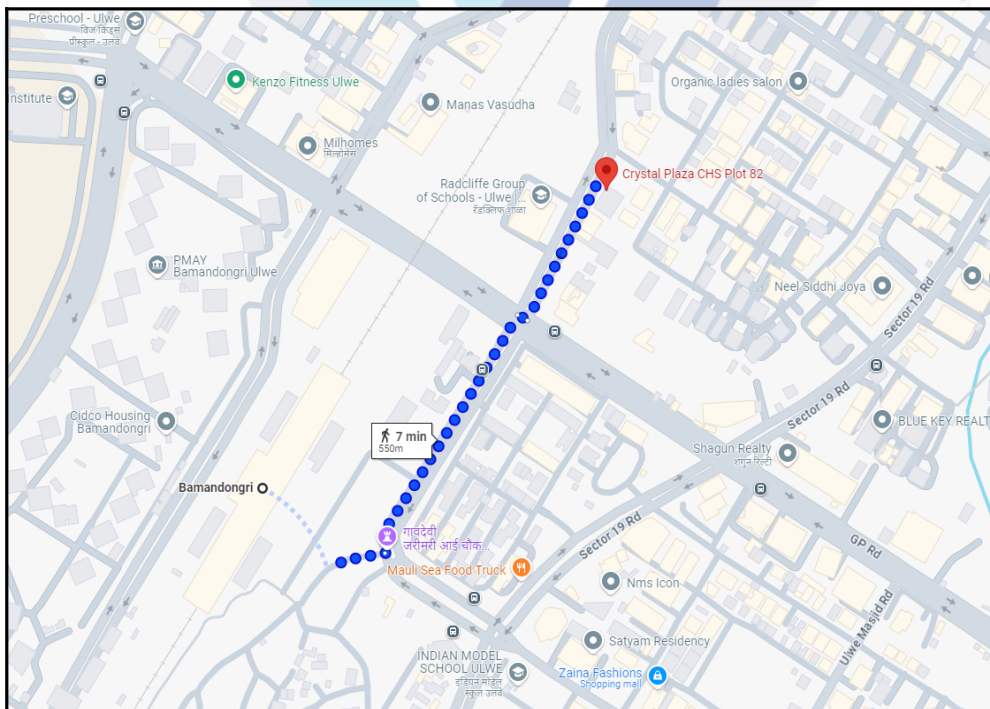 Preschool - Ulwe
विज किड्स
प्रीस्कूल - उलवे
Institute
Kenzo Fitness Ulwe
Manas Vasudha
Organic ladies salon
Milhomes
मिल्होमेस
Crystal Plaza CHS Plot 82
Radcliffe Group
of Schools - Ulwe |...
रॅडक्लिफ शाळा
PMAY
Bamandongri Ulwe
Neel Siddhi Joya
Sector 19 Rd
Cidco Housing
Bamandongri
7 min
550m
Sector 19 Rd
BLUE KEY REALT
Shagun Realty
शगुन रिल्टी
Bamandongri
गावदेवी
जरीमरी आई चौक...
Sector 19 Rd
GP Rd
Mauli Sea Food Truck
Nms Icon
Ulwe Masjid Rd
Satyam Residency
INDIAN MODEL
SCHOOL ULWE
इंडियन मॉडेल
स्कूल उलवे
Zaina Fashions
Shopping mall